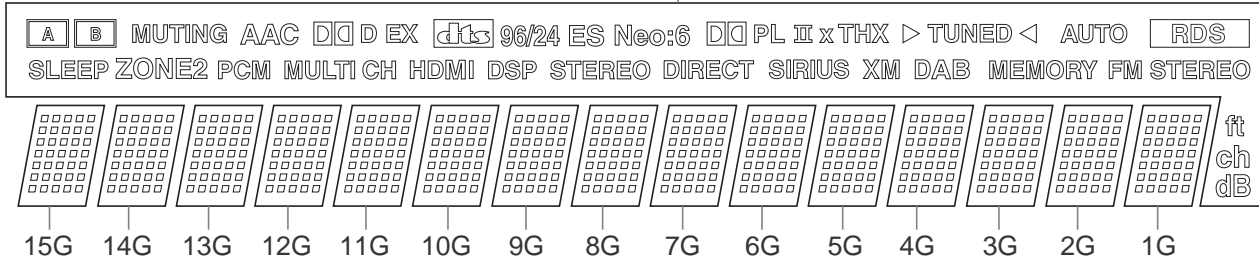 A B MUTING AAC D EX dts 96/24 ES Neo:6 PL II x THX TUNED AUTO RDS
SLEEP ZONE2 PCM MULTI CH HDMI DSP STEREO DIRECT SIRIUS XM DAB MEMORY FM STEREO
ft
ch
dB
15G 14G 13G 12G 11G 10G 9G 8G 7G 6G 5G 4G 3G 2G 1G